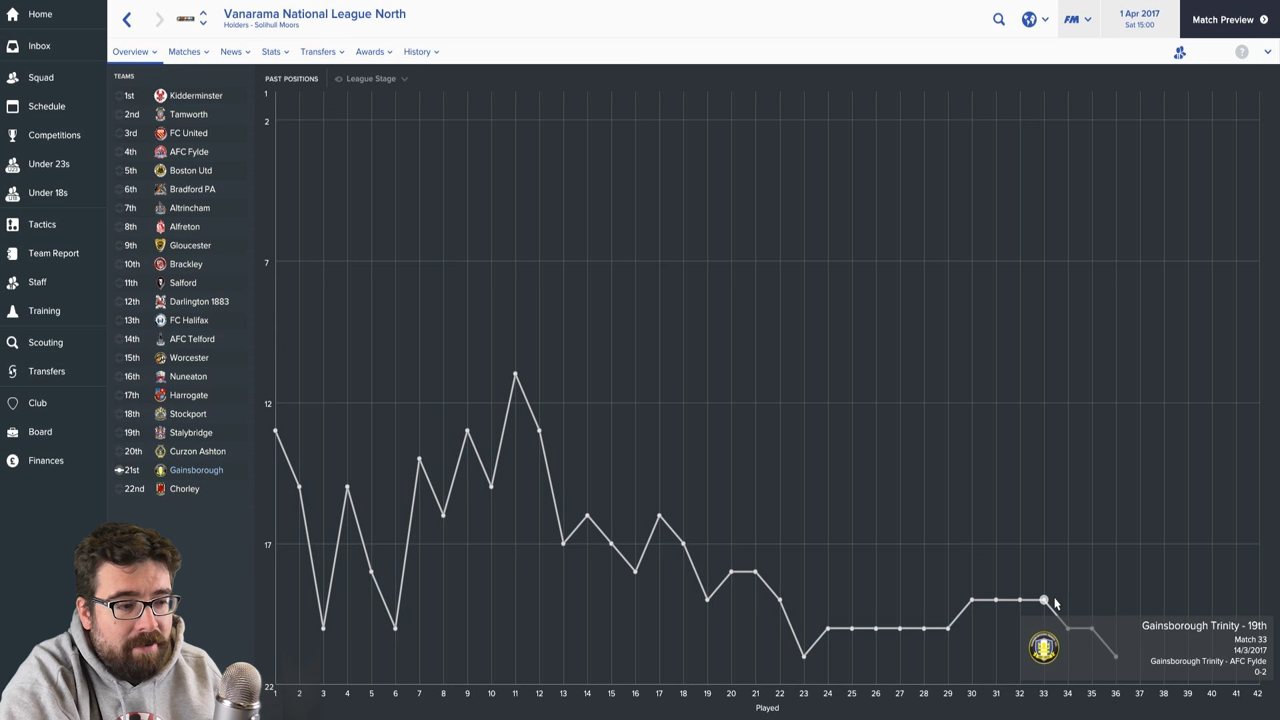 Home
Inbox
Squad
Schedule
Competitions
Under 23s
Under 18s
Tactics
Team Report
Staff
Training
Scouting
Transfers
Club
Board
Finances
Vanarama National League North
Holders - Solihull Moors
FM
1 Apr 2017
Sat 15:00
Match Preview
Overview
Matches
News
Stats
Transfers
Awards
History
?
TEAMS
1st Kidderminster
2nd Tamworth
3rd FC United
4th AFC Fylde
5th Boston Utd
6th Bradford PA
7th Altrincham
8th Alfreton
9th Gloucester
10th Brackley
11th Salford
12th Darlington 1883
13th FC Halifax
14th AFC Telford
15th Worcester
16th Nuneaton
17th Harrogate
18th Stockport
19th Stalybridge
20th Curzon Ashton
21st Gainsborough
22nd Chorley
PAST POSITIONS
League Stage
1
2
7
12
17
22
1 2 3 4 5 6 7 8 9 10 11 12 13 14 15 16 17 18 19 20 21 22 23 24 25 26 27 28 29 30 31 32 33 34 35 36 37 38 39 40 41 42
Played
Gainsborough Trinity - 19th
Match 33
14/3/2017
Gainsborough Trinity - AFC Fylde
0-2